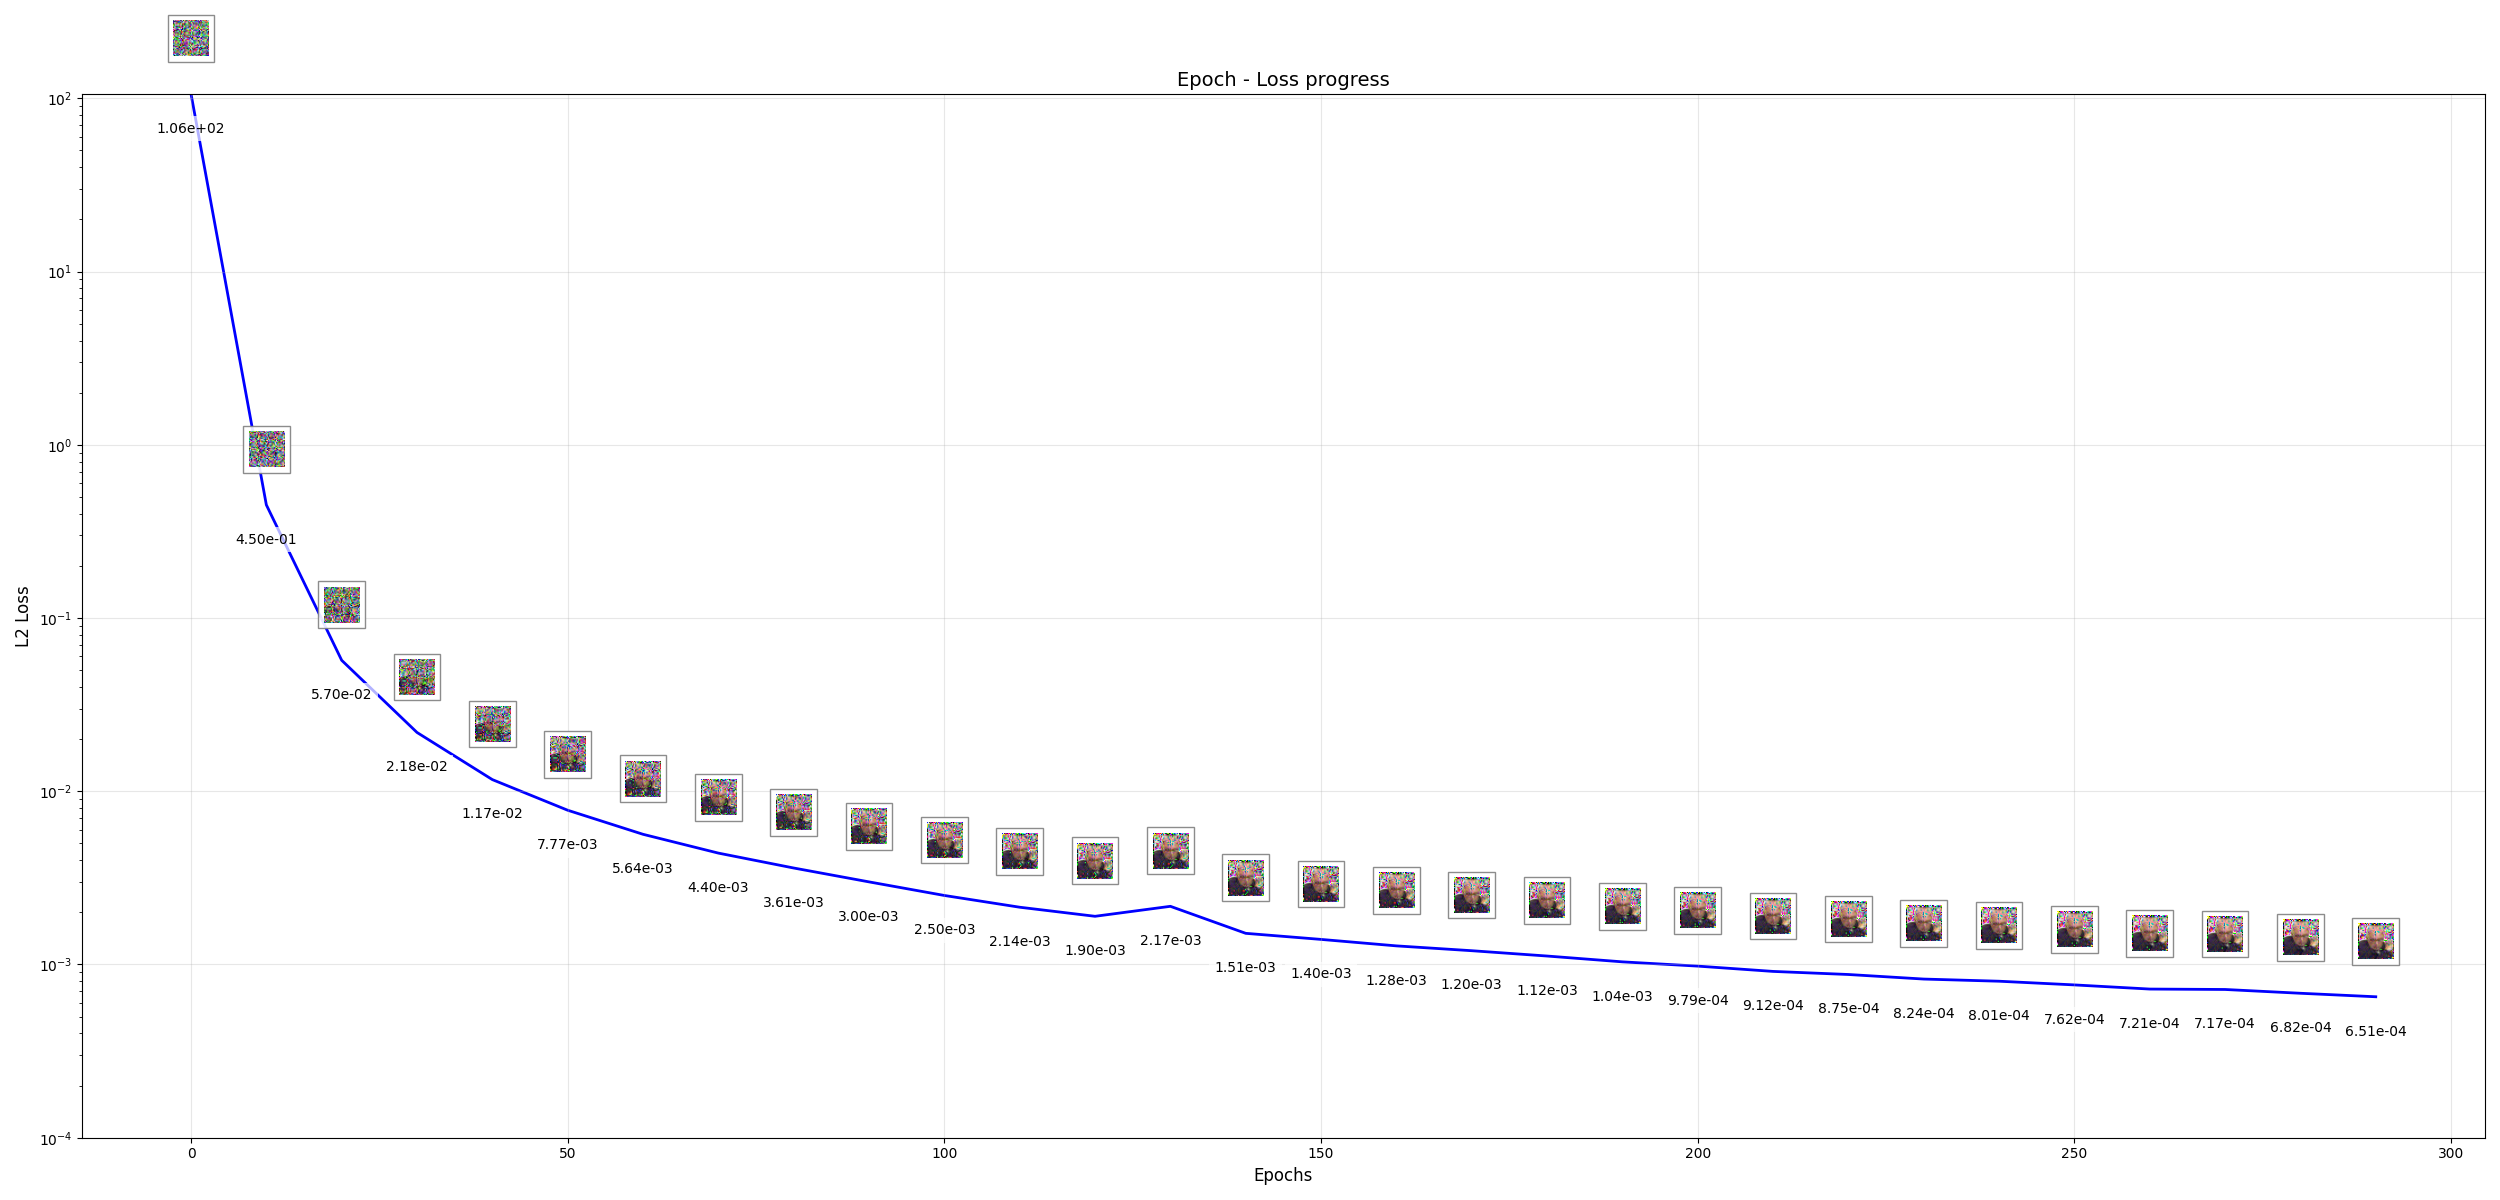 Epoch - Loss progress
10²
10¹
10⁰
10⁻¹
10⁻²
10⁻³
10⁻⁴
L2 Loss
1.06e+02
4.50e-01
5.70e-02
2.18e-02
1.17e-02
7.77e-03
5.64e-03
4.40e-03
3.61e-03
3.00e-03
2.50e-03
2.14e-03
1.90e-03
2.17e-03
1.51e-03
1.40e-03
1.28e-03
1.20e-03
1.12e-03
1.04e-03
9.79e-04
9.12e-04
8.75e-04
8.24e-04
8.01e-04
7.62e-04
7.21e-04
7.17e-04
6.82e-04
6.51e-04
0 50 100 150 200 250 300
Epochs